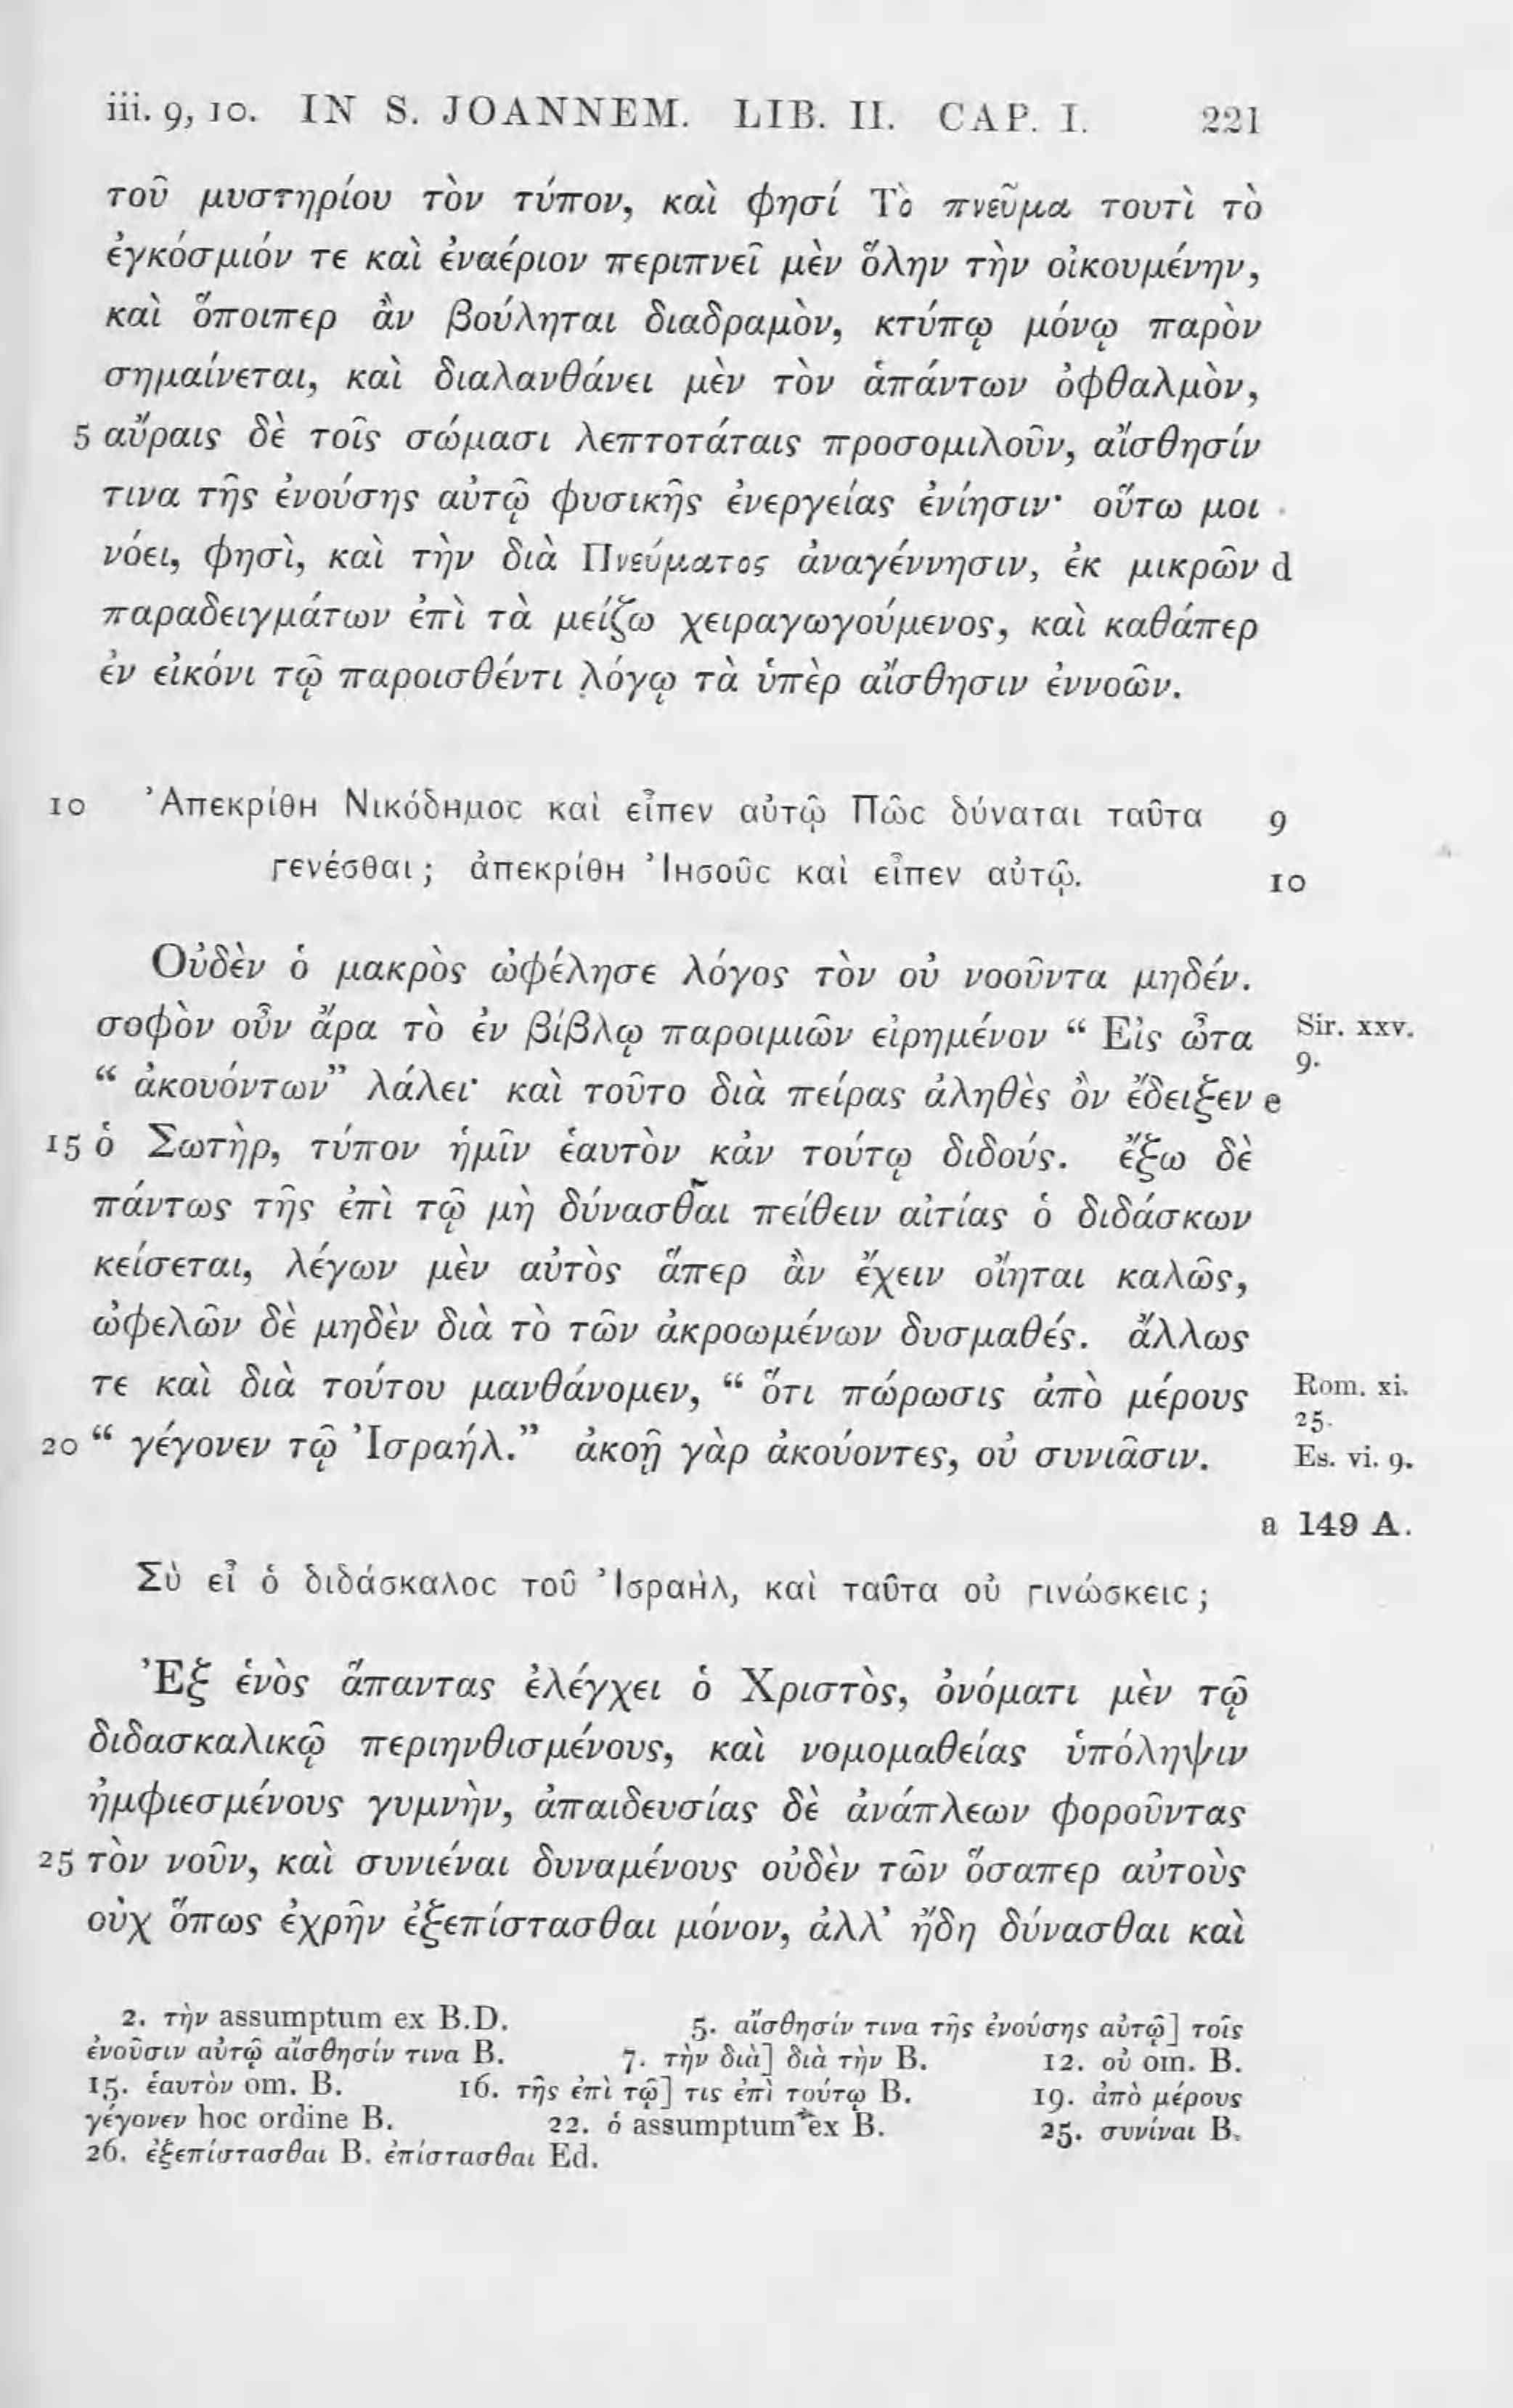 iii. 9, 10. IN S. JOANNEM. LIB. II. CAP. I. 221
τοῦ μυστηρίου τὸν τύπον, καὶ φησί Τὸ πνεῦμα τουτὶ τὸ
ἐγκόσμιόν τε καὶ ἐναέριον περιπνεῖ μὲν ὅλην τὴν οἰκουμένην,
καὶ ὅποιπερ ἂν βούληται διαδραμὸν, κτύπῳ μόνῳ παρὸν
σημαίνεται, καὶ διαλανθάνει μὲν τὸν ἁπάντων ὀφθαλμὸν,
5 αὔραις δὲ τοῖς σώμασι λεπτοτάταις προσομιλοῦν, αἴσθησίν
τινα τῆς ἐνούσης αὐτῷ φυσικῆς ἐνεργείας ἐνίησιν· οὕτω μοι
νόει, φησὶ, καὶ τὴν διὰ Πνεύματος ἀναγέννησιν, ἐκ μικρῶν d
παραδειγμάτων ἐπὶ τὰ μείζω χειραγωγούμενος, καὶ καθάπερ
ἐν εἰκόνι τῷ παροισθέντι λόγῳ τὰ ὑπὲρ αἴσθησιν ἐννοῶν.
10 Ἀπεκρίθη Νικόδημος καὶ εἶπεν αὐτῷ Πῶς δύναται ταῦτα 9
γενέσθαι; ἀπεκρίθη Ἰησοῦς καὶ εἶπεν αὐτῷ. 10
Οὐδὲν ὁ μακρὸς ὠφέλησε λόγος τὸν οὐ νοοῦντα μηδέν.
σοφὸν οὖν ἄρα τὸ ἐν βίβλῳ παροιμιῶν εἰρημένον “ Εἰς ὦτα Sir. xxv.
9.
“ ἀκουόντων” λάλει· καὶ τοῦτο διὰ πείρας ἀληθὲς ὂν ἔδειξεν e
15 ὁ Σωτὴρ, τύπον ἡμῖν ἑαυτὸν κἀν τούτῳ διδούς. ἔξω δὲ
πάντως τῆς ἐπὶ τῷ μὴ δύνασθαι πείθειν αἰτίας ὁ διδάσκων
κείσεται, λέγων μὲν αὐτὸς ἅπερ ἂν ἔχειν οἴηται καλῶς,
ὠφελῶν δὲ μηδὲν διὰ τὸ τῶν ἀκροωμένων δυσμαθές. ἄλλως
τε καὶ διὰ τούτου μανθάνομεν, “ ὅτι πώρωσις ἀπὸ μέρους Rom. xi.
25.
20 “ γέγονεν τῷ Ἰσραήλ.” ἀκοῇ γὰρ ἀκούοντες, οὐ συνιᾶσιν. Es. vi. 9.
a 149 A.
Σὺ εἶ ὁ διδάσκαλος τοῦ Ἰσραὴλ, καὶ ταῦτα οὐ γινώσκεις;
Ἐξ ἑνὸς ἅπαντας ἐλέγχει ὁ Χριστὸς, ὀνόματι μὲν τῷ
διδασκαλικῷ περιηνθισμένους, καὶ νομομαθείας ὑπόληψιν
ἠμφιεσμένους γυμνὴν, ἀπαιδευσίας δὲ ἀνάπλεων φοροῦντας
25 τὸν νοῦν, καὶ συνιέναι δυναμένους οὐδὲν τῶν ὅσαπερ αὐτοὺς
οὐχ ὅπως ἐχρῆν ἐξεπίστασθαι μόνον, ἀλλ’ ἤδη δύνασθαι καὶ
2. τὴν assumptum ex B.D. 5. αἴσθησίν τινα τῆς ἐνούσης αὐτῷ] τοῖς
ἐνοῦσιν αὐτῷ αἴσθησίν τινα B. 7. τὴν διὰ] διὰ τὴν B. 12. οὐ om. B.
15. ἑαυτὸν om. B. 16. τῆς ἐπὶ τῷ] τις ἐπὶ τούτῳ B. 19. ἀπὸ μέρους
γέγονεν hoc ordine B. 22. ὁ assumptum ex B. 25. συνίναι B.
26. ἐξεπίστασθαι B. ἐπίστασθαι Ed.